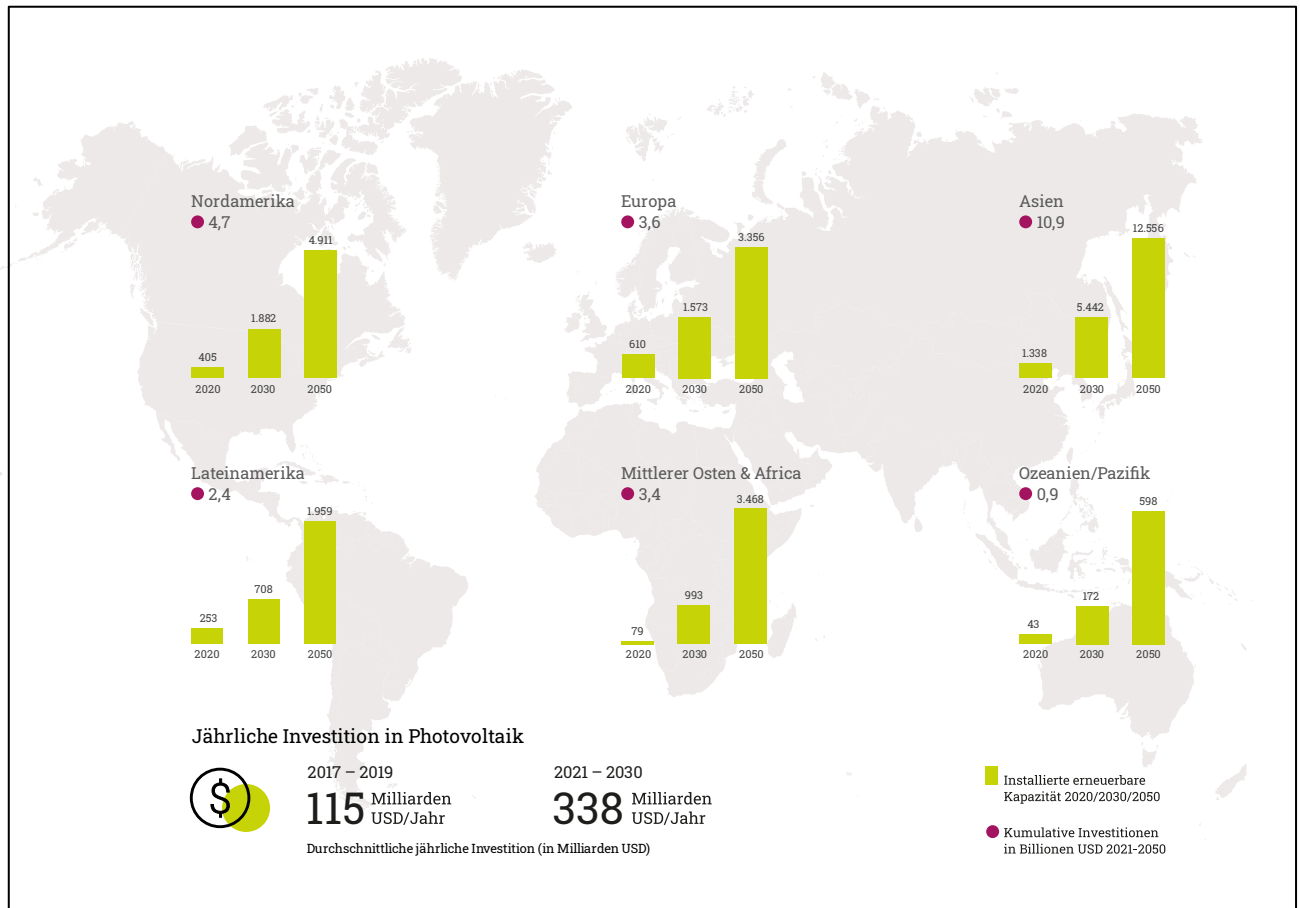 Nordamerika
4,7
4.911
1.882
405
2020 2030 2050
Europa
3,6
3.356
1.573
610
2020 2030 2050
Asien
10,9
12.556
5.442
1.338
2020 2030 2050
Lateinamerika
2,4
1.959
708
253
2020 2030 2050
Mittlerer Osten & Africa
3,4
3.468
993
79
2020 2030 2050
Ozeanien/Pazifik
0,9
598
172
43
2020 2030 2050
Jährliche Investition in Photovoltaik
$
2017 – 2019
115 Milliarden
USD/Jahr
2021 – 2030
338 Milliarden
USD/Jahr
Durchschnittliche jährliche Investition (in Milliarden USD)
Installierte erneuerbare
Kapazität 2020/2030/2050
Kumulative Investitionen
in Billionen USD 2021-2050